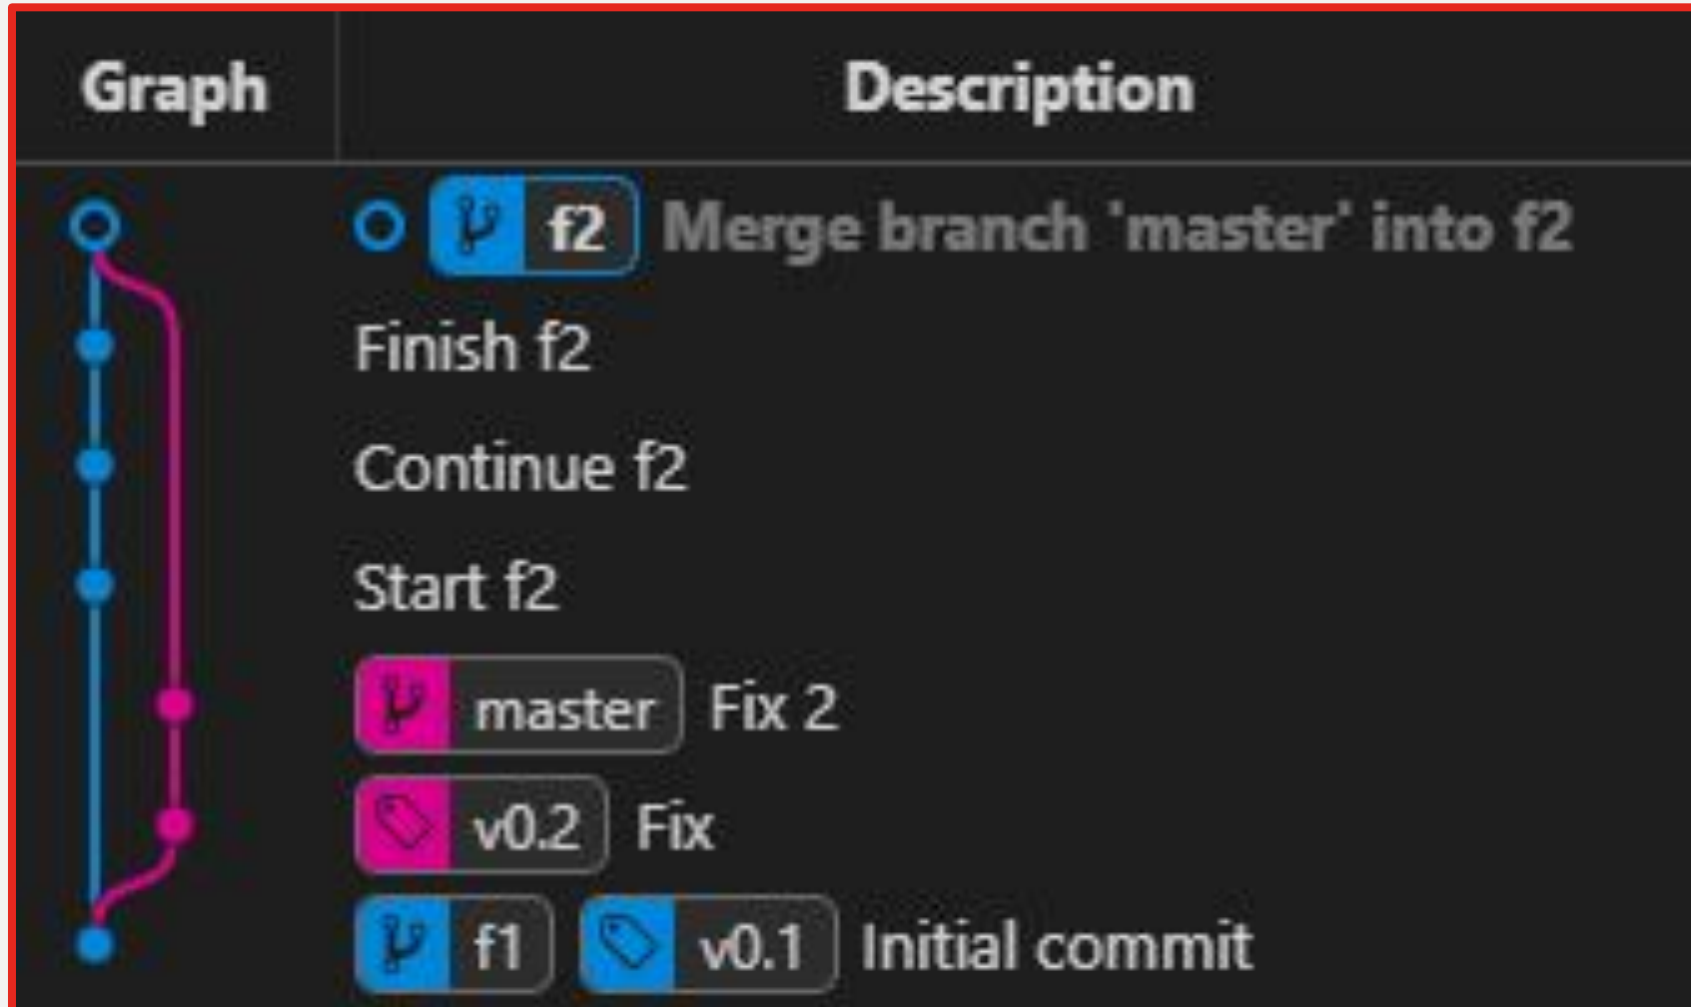 Graph Description
f2 Merge branch 'master' into f2
Finish f2
Continue f2
Start f2
master Fix 2
v0.2 Fix
f1 v0.1 Initial commit